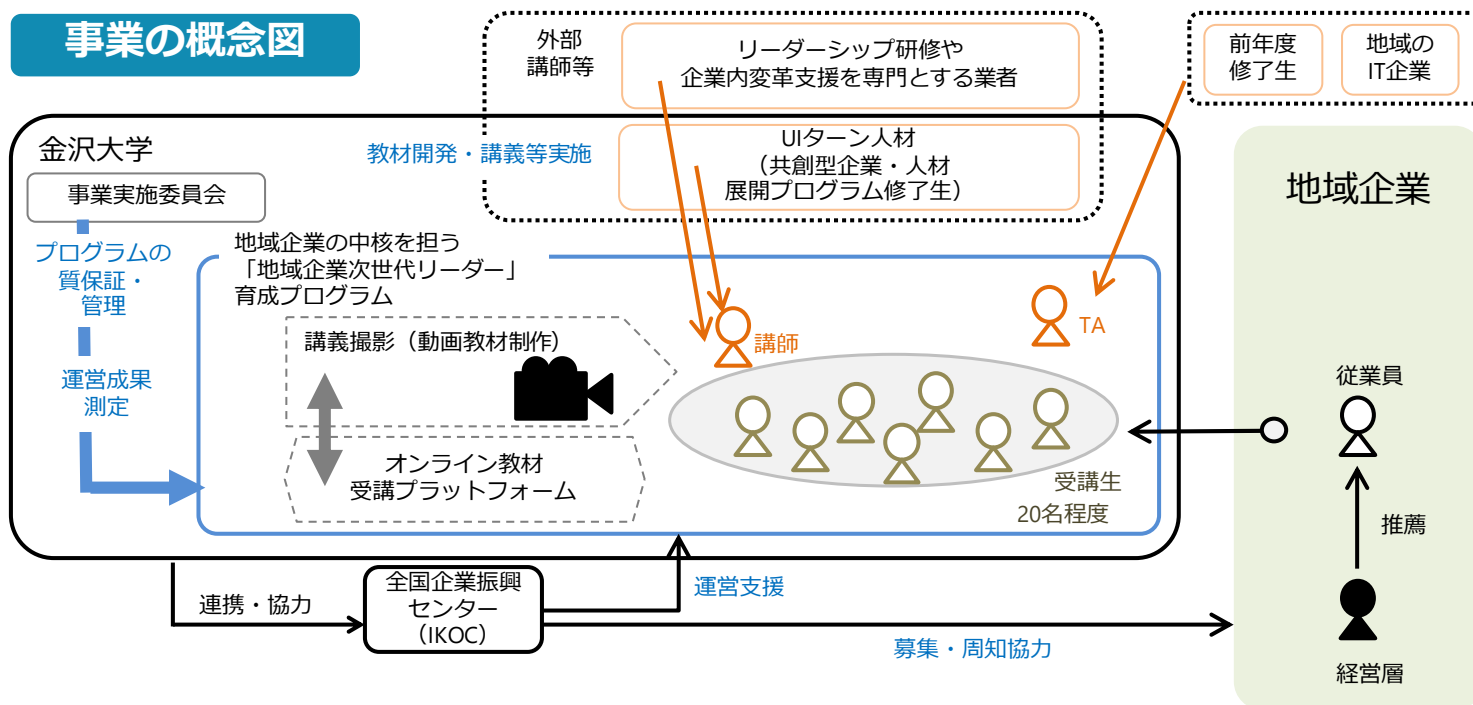 事業の概念図
外部
講師等
リーダーシップ研修や
企業内変革支援を専門とする業者
前年度
修了生
地域の
IT企業
金沢大学
教材開発・講義等実施
UIターン人材
（共創型企業・人材
展開プログラム修了生）
事業実施委員会
地域企業
プログラムの
質保証・
管理
地域企業の中核を担う
「地域企業次世代リーダー」
育成プログラム
講義撮影（動画教材制作）
講師
TA
運営成果
測定
従業員
オンライン教材
受講プラットフォーム
受講生
20名程度
推薦
連携・協力
全国企業振興
センター
（IKOC）
運営支援
募集・周知協力
経営層